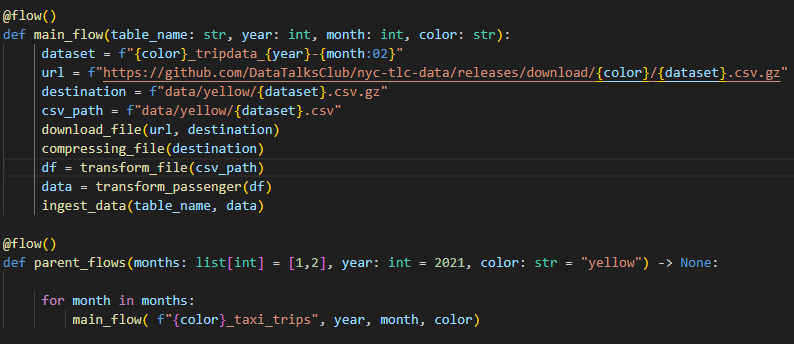 @flow()
def main_flow(table_name: str, year: int, month: int, color: str):
    dataset = f"{color}_tripdata_{year}-{month:02}"
    url = f"https://github.com/DataTalksClub/nyc-tlc-data/releases/download/{color}/{dataset}.csv.gz"
    destination = f"data/yellow/{dataset}.csv.gz"
    csv_path = f"data/yellow/{dataset}.csv"
    download_file(url, destination)
    compressing_file(destination)
    df = transform_file(csv_path)
    data = transform_passenger(df)
    ingest_data(table_name, data)
@flow()
def parent_flows(months: list[int] = [1,2], year: int = 2021, color: str = "yellow") -> None:
    for month in months:
        main_flow( f"{color}_taxi_trips", year, month, color)